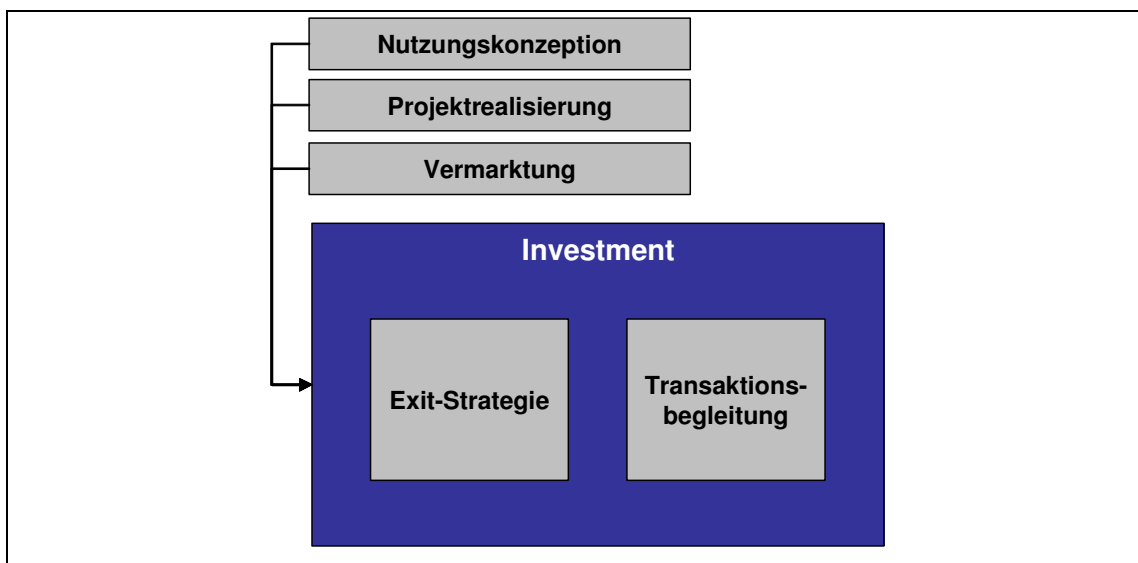 Nutzungskonzeption
Projektrealisierung
Vermarktung
Investment
Exit-Strategie
Transaktions-
begleitung